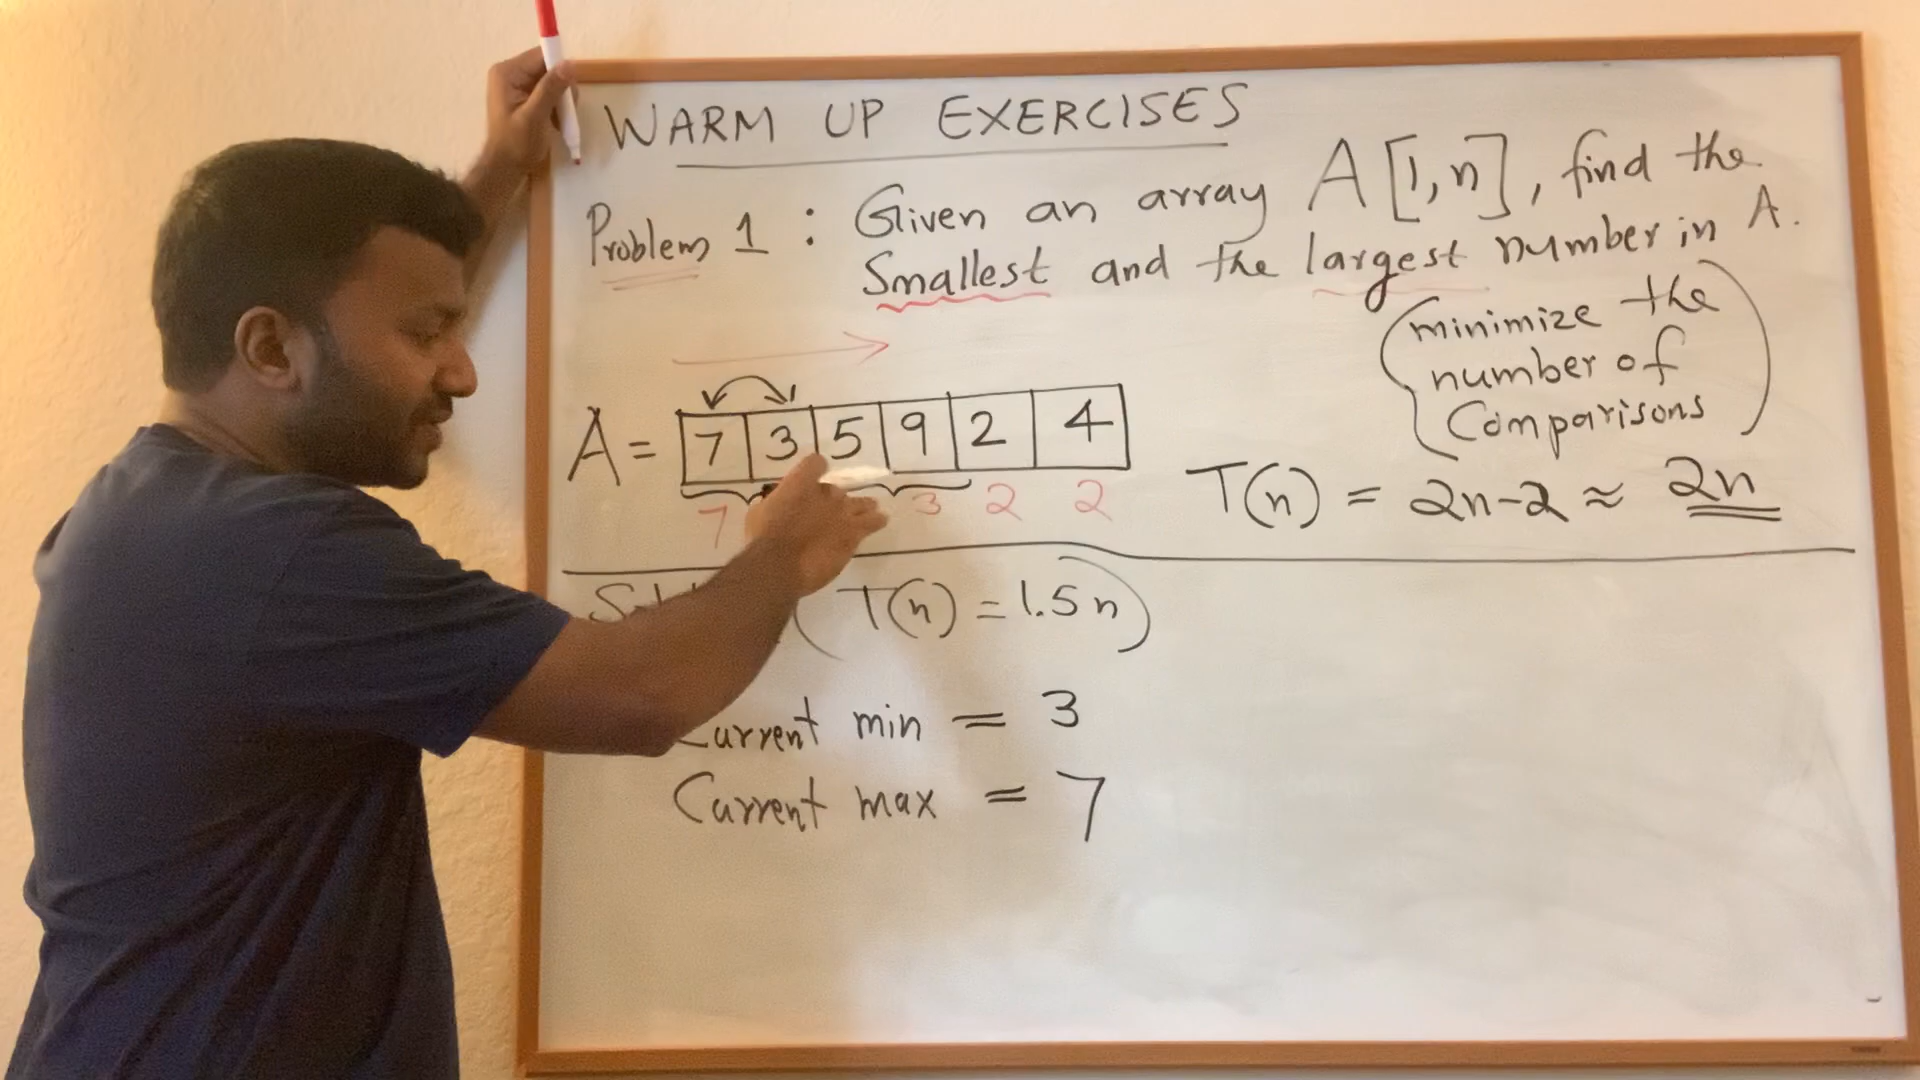 WARM UP EXERCISES
Problem 1 : Given an array A[1,n], find the
Smallest and the largest number in A.
(minimize the
number of
Comparisons)
A = 7 3 5 9 2 4
7 3 2 2
T(n) = 2n-2 ≈ 2n
(T(n) = 1.5n)
Current min = 3
Current max = 7